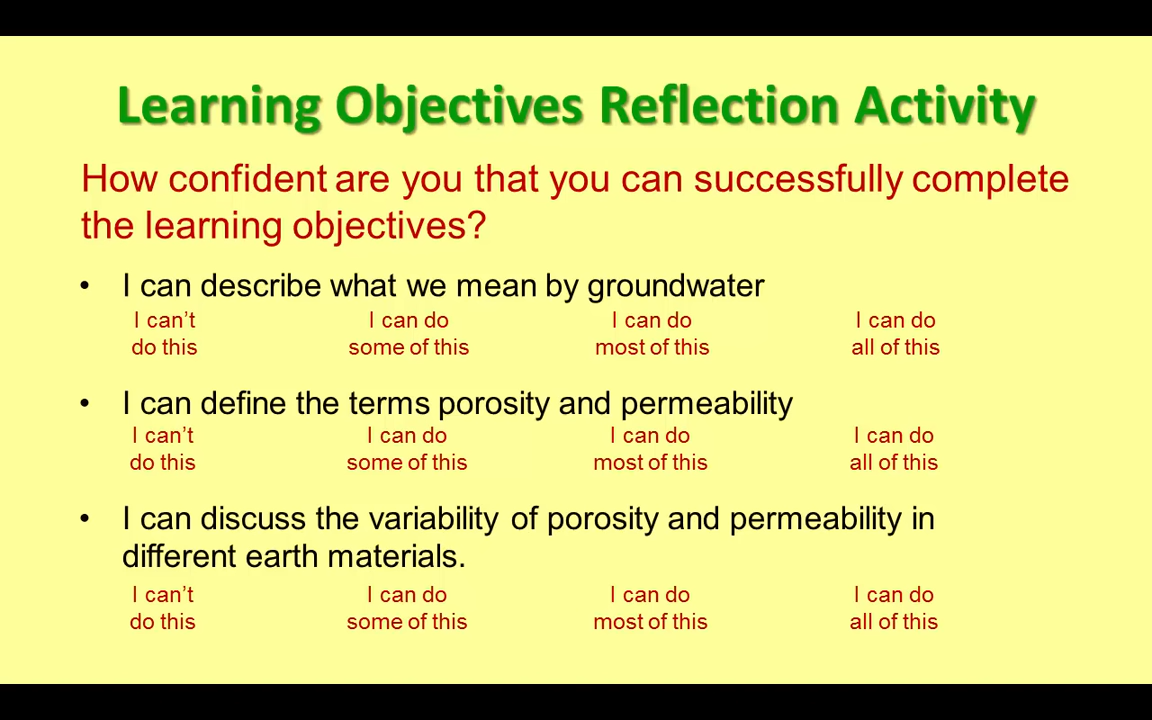 Learning Objectives Reflection Activity
How confident are you that you can successfully complete
the learning objectives?
• I can describe what we mean by groundwater
I can’t I can do I can do I can do
do this some of this most of this all of this
• I can define the terms porosity and permeability
I can’t I can do I can do I can do
do this some of this most of this all of this
• I can discuss the variability of porosity and permeability in
different earth materials.
I can’t I can do I can do I can do
do this some of this most of this all of this